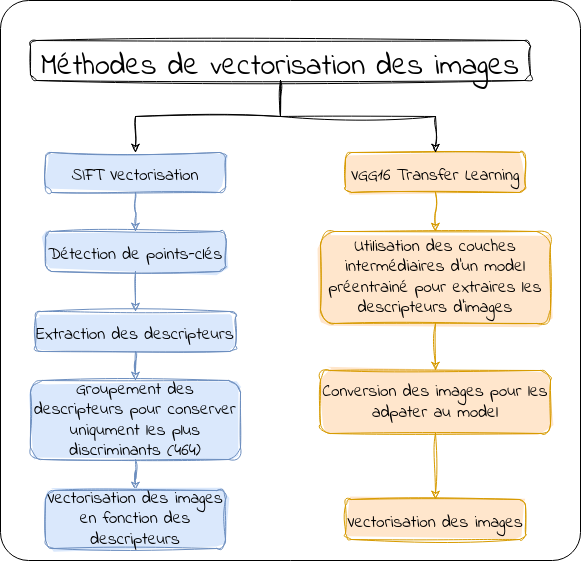 Méthodes de vectorisation des images
SIFT vectorisation
Détection de points-clés
Extraction des descripteurs
Groupement des
descripteurs pour conserver
uniqument les plus
discriminants (464)
Vectorisation des images
en fonction des
descripteurs
VGG16 Transfer Learning
Utilisation des couches
intermédiaires d'un model
préentrainé pour extraires les
descripteurs d'images
Conversion des images pour les
adpater au model
Vectorisation des images